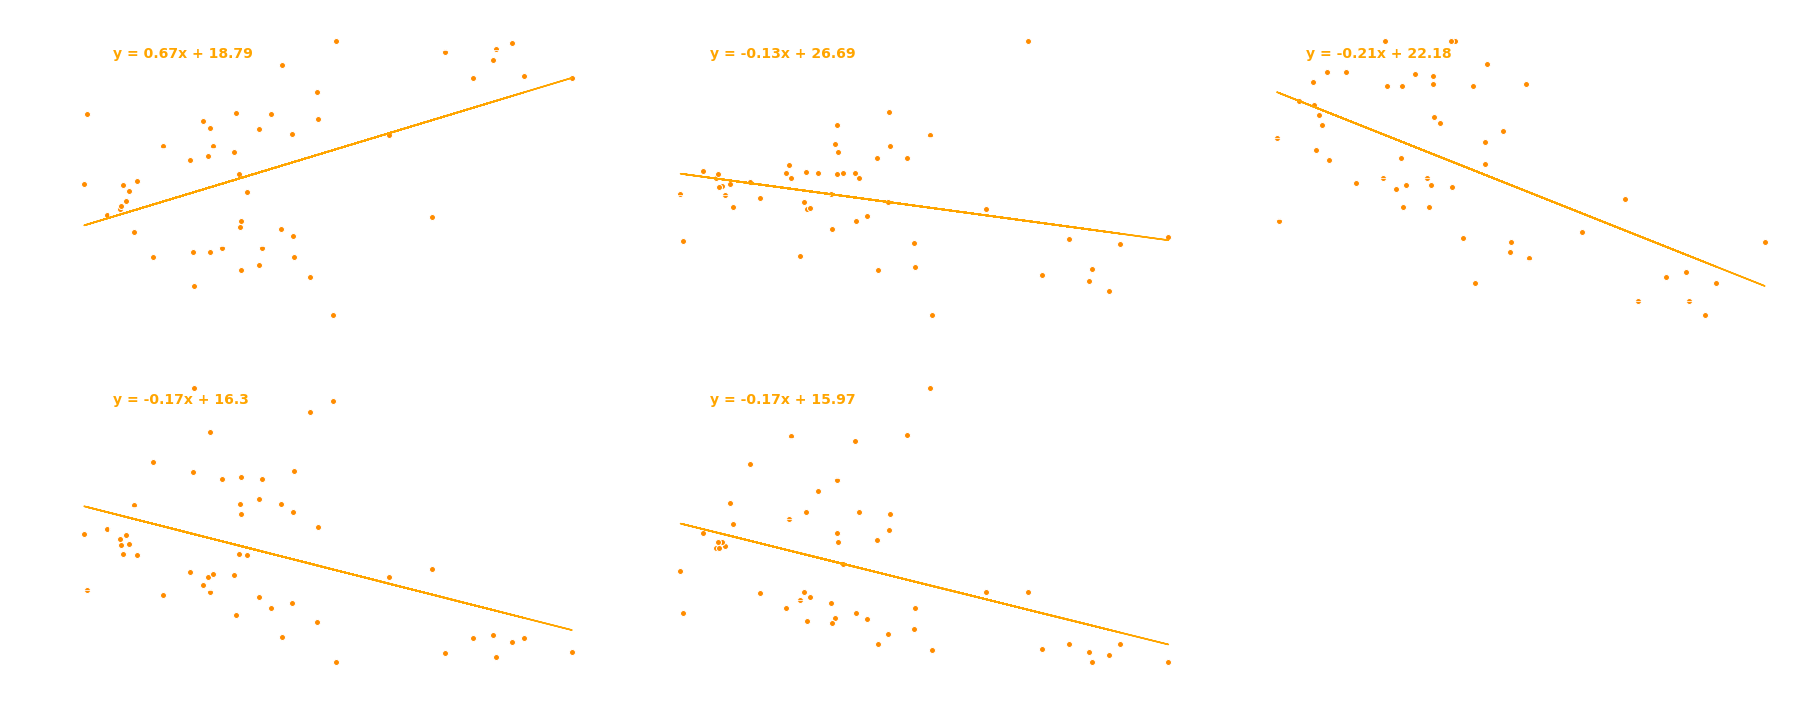 y = 0.67x + 18.79
y = -0.13x + 26.69
y = -0.21x + 22.18
y = -0.17x + 16.3
y = -0.17x + 15.97